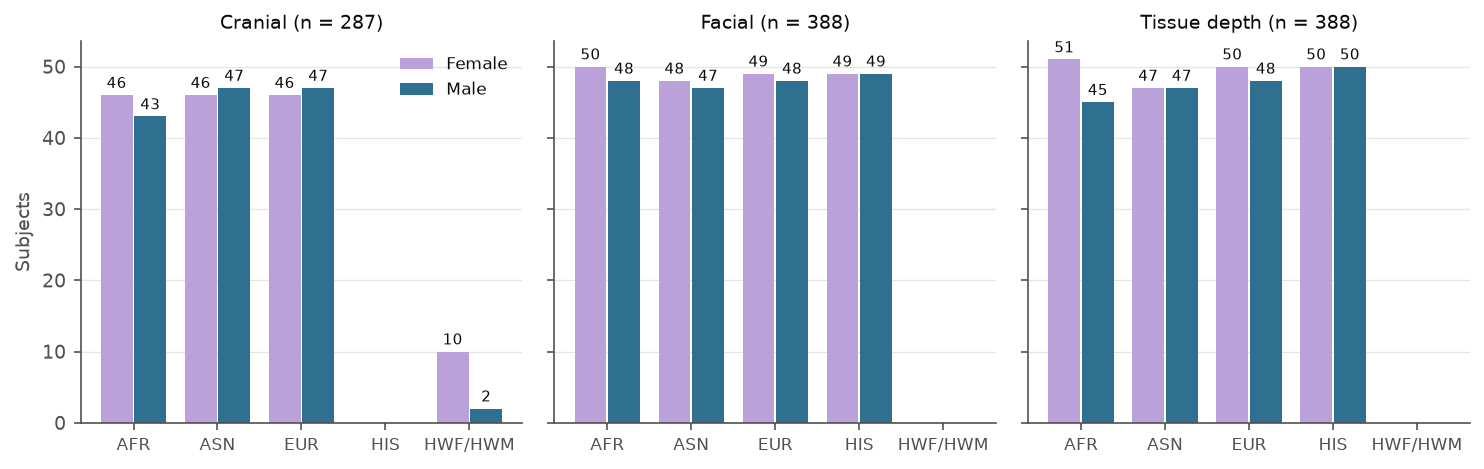 Cranial (n = 287)
Facial (n = 388)
Tissue depth (n = 388)
Subjects
50
40
30
20
10
0
Female
Male
46 43 46 47 46 47 10 2
50 48 48 47 49 48 49 49
51 45 47 47 50 48 50 50
AFR ASN EUR HIS HWF/HWM
AFR ASN EUR HIS HWF/HWM
AFR ASN EUR HIS HWF/HWM